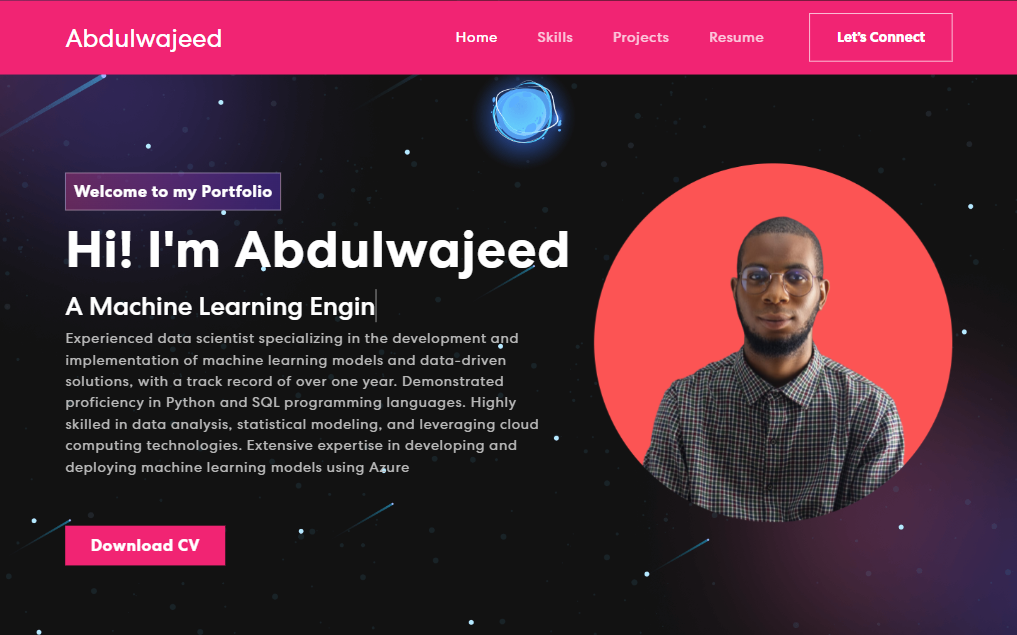 Abdulwajeed
Home Skills Projects Resume Let's Connect
Welcome to my Portfolio
Hi! I'm Abdulwajeed
A Machine Learning Engin
Experienced data scientist specializing in the development and
implementation of machine learning models and data-driven
solutions, with a track record of over one year. Demonstrated
proficiency in Python and SQL programming languages. Highly
skilled in data analysis, statistical modeling, and leveraging cloud
computing technologies. Extensive expertise in developing and
deploying machine learning models using Azure
Download CV